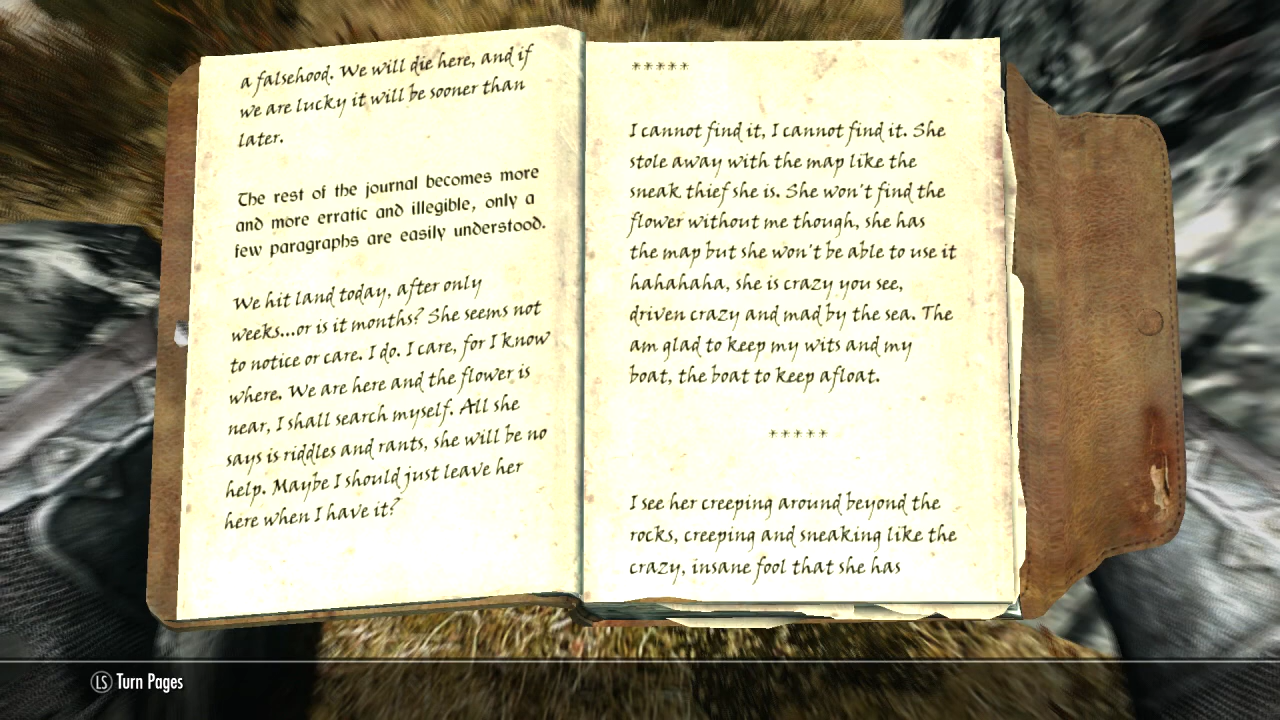 a falsehood. We will die here, and if
we are lucky it will be sooner than
later.
The rest of the journal becomes more
and more erratic and illegible, only a
few paragraphs are easily understood.
We hit land today, after only
weeks...or is it months? She seems not
to notice or care. I do. I care, for I know
where. We are here and the flower is
near, I shall search myself. All she
says is riddles and rants, she will be no
help. Maybe I should just leave her
here when I have it?
*****
I cannot find it, I cannot find it. She
stole away with the map like the
sneak thief she is. She won't find the
flower without me though, she has
the map but she won't be able to use it
hahahaha, she is crazy you see,
driven crazy and mad by the sea. The
am glad to keep my wits and my
boat, the boat to keep afloat.
*****
I see her creeping around beyond the
rocks, creeping and sneaking like the
crazy, insane fool that she has
LS Turn Pages